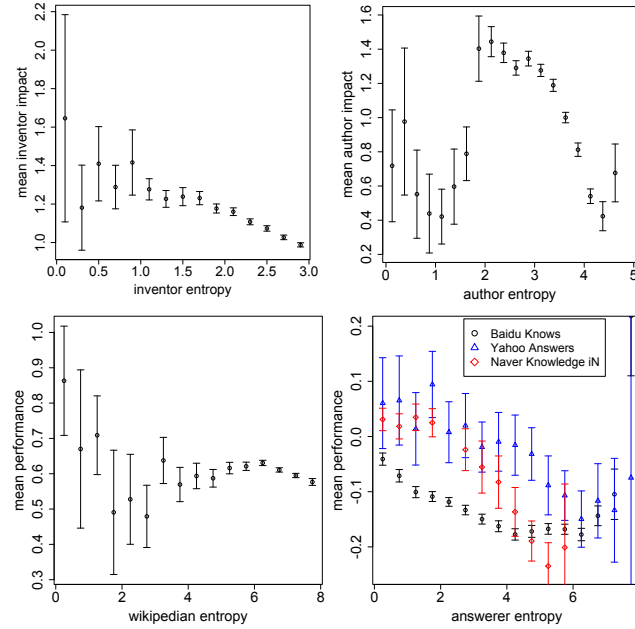 mean inventor impact
2.2
2.0
1.8
1.6
1.4
1.2
1.0
0.0 0.5 1.0 1.5 2.0 2.5 3.0
inventor entropy
mean author impact
1.6
1.4
1.2
1.0
0.8
0.6
0.4
0.2
0 1 2 3 4 5
author entropy
mean performance
1.0
0.9
0.8
0.7
0.6
0.5
0.4
0.3
0 2 4 6 8
wikipedian entropy
mean performance
0.2
0.1
0.0
-0.1
-0.2
Baidu Knows
Yahoo Answers
Naver Knowledge iN
0 2 4 6
answerer entropy